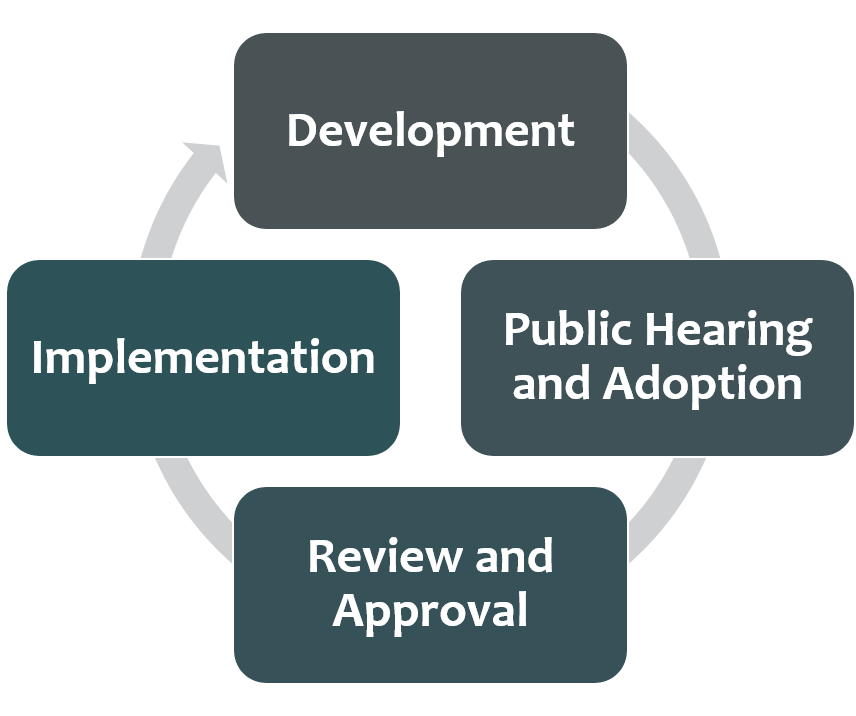 Development
Public Hearing
and Adoption
Review and
Approval
Implementation